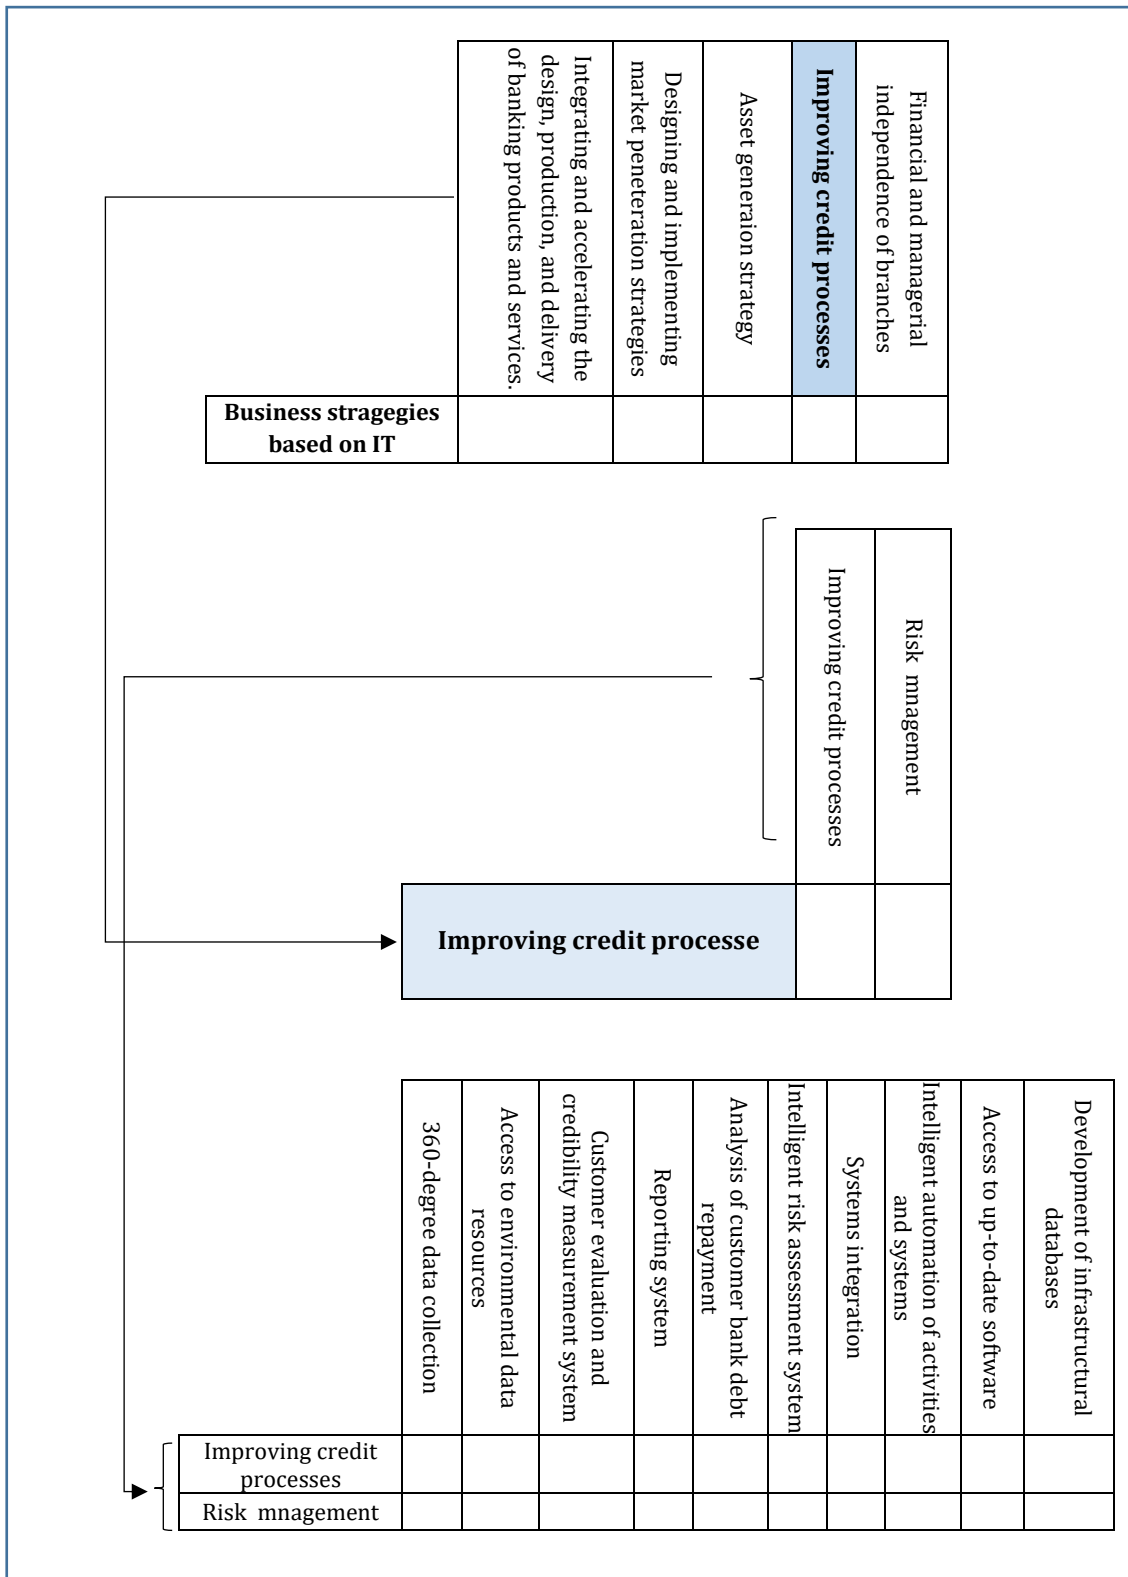 Integrating and accelerating the
design, production, and delivery
of banking products and services.
Designing and implementing
market peneteration strategies
Asset generaion strategy
Improving credit processes
Financial and managerial
independence of branches
Business stragegies
based on IT
Improving credit processes
Risk mnagement
Improving credit processe
360-degree data collection
Access to environmental data
resources
Customer evaluation and
credibility measurement system
Reporting system
Analysis of customer bank debt
repayment
Intelligent risk assessment system
Systems integration
Intelligent automation of activities
and systems
Access to up-to-date software
Development of infrastructural
databases
Improving credit
processes
Risk mnagement